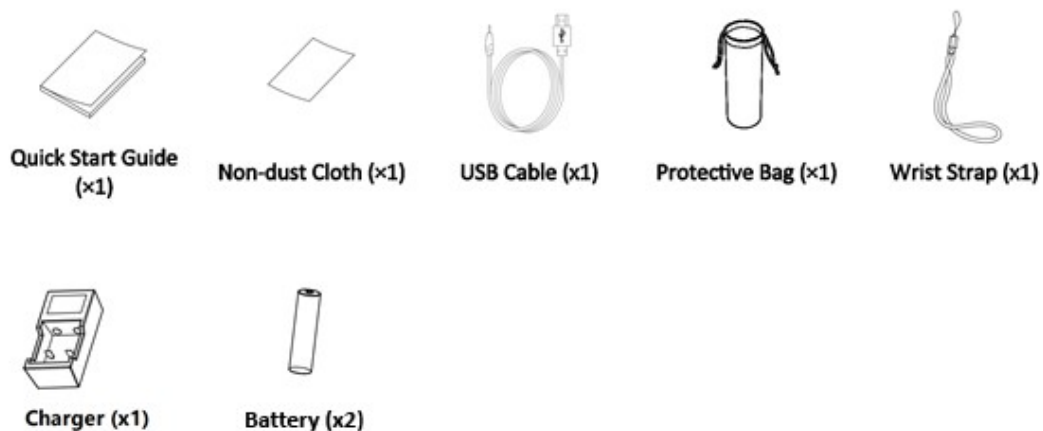 Quick Start Guide
(×1)
Non-dust Cloth (×1)
USB Cable (x1)
Protective Bag (×1)
Wrist Strap (x1)
Charger (x1)
Battery (x2)